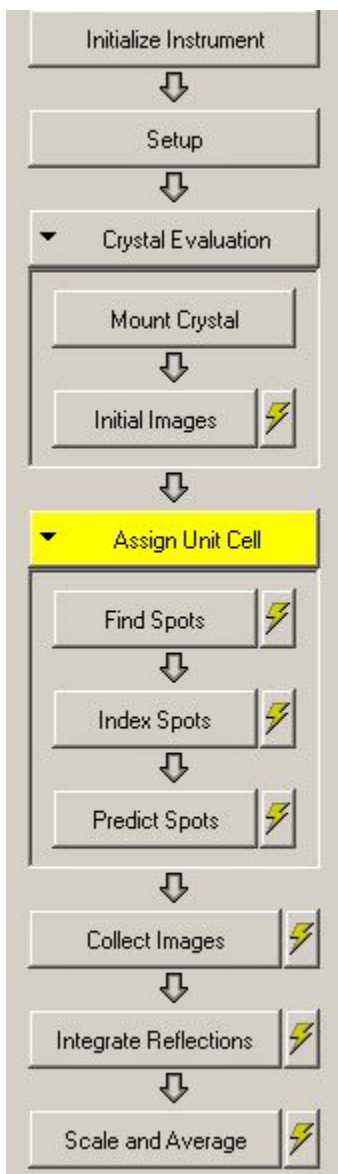 Initialize Instrument
Setup
Crystal Evaluation
Mount Crystal
Initial Images
Assign Unit Cell
Find Spots
Index Spots
Predict Spots
Collect Images
Integrate Reflections
Scale and Average